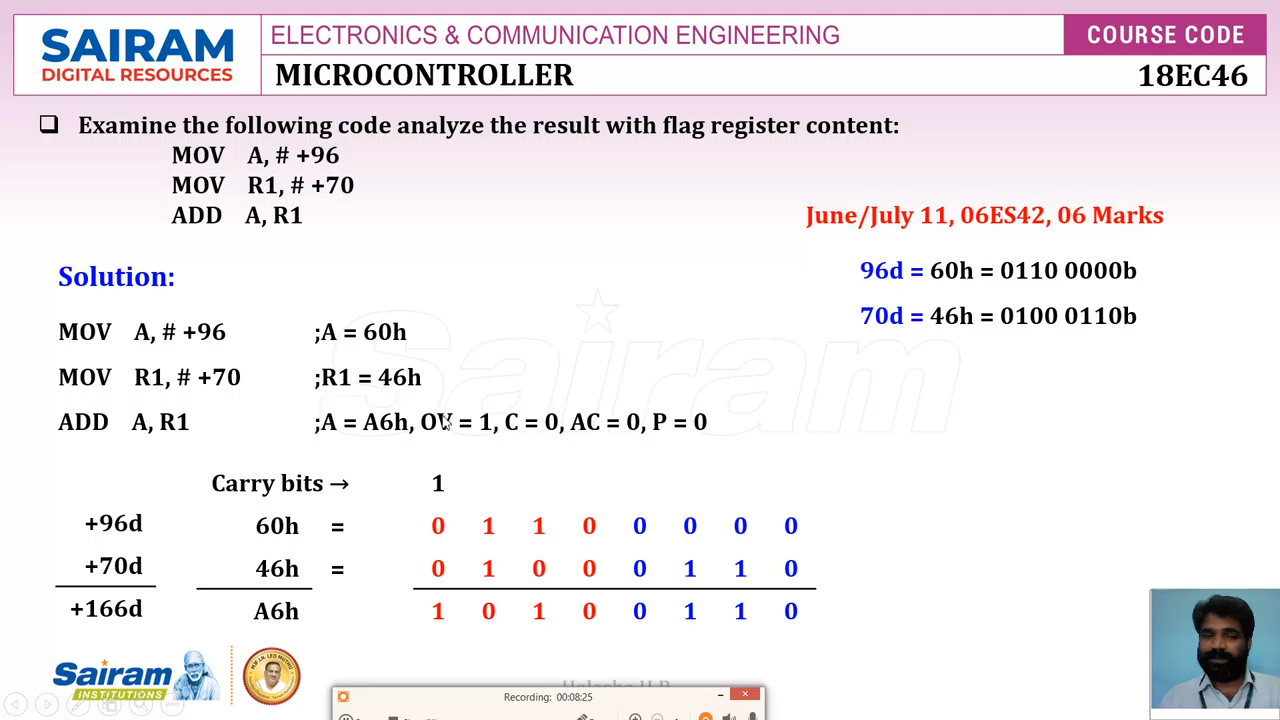 SAIRAM
DIGITAL RESOURCES
ELECTRONICS & COMMUNICATION ENGINEERING
COURSE CODE
MICROCONTROLLER
18EC46
❑ Examine the following code analyze the result with flag register content:
MOV A, # +96
MOV R1, # +70
ADD A, R1
June/July 11, 06ES42, 06 Marks
Solution:
96d = 60h = 0110 0000b
70d = 46h = 0100 0110b
MOV A, # +96 ;A = 60h
MOV R1, # +70 ;R1 = 46h
ADD A, R1 ;A = A6h, OV = 1, C = 0, AC = 0, P = 0
Sairam
Carry bits → 1
+96d 60h = 0 1 1 0 0 0 0 0
+70d 46h = 0 1 0 0 0 1 1 0
+166d A6h 1 0 1 0 0 1 1 0
Sairam
INSTITUTIONS
Recording: 00:08:25